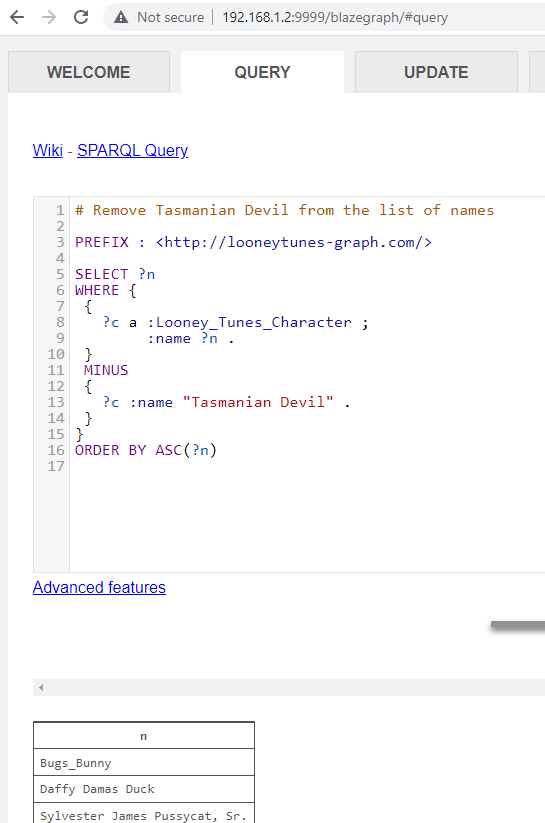 Not secure | 192.168.1.2:9999/blazegraph/#query
WELCOME QUERY UPDATE
Wiki - SPARQL Query
1 # Remove Tasmanian Devil from the list of names
2
3 PREFIX : <http://looneytunes-graph.com/>
4
5 SELECT ?n
6 WHERE {
7 {
8 ?c a :Looney_Tunes_Character ;
9 :name ?n .
10 }
11 MINUS
12 {
13 ?c :name "Tasmanian Devil" .
14 }
15 }
16 ORDER BY ASC(?n)
17
Advanced features
n
Bugs_Bunny
Daffy Damas Duck
Sylvester James Pussycat, Sr.